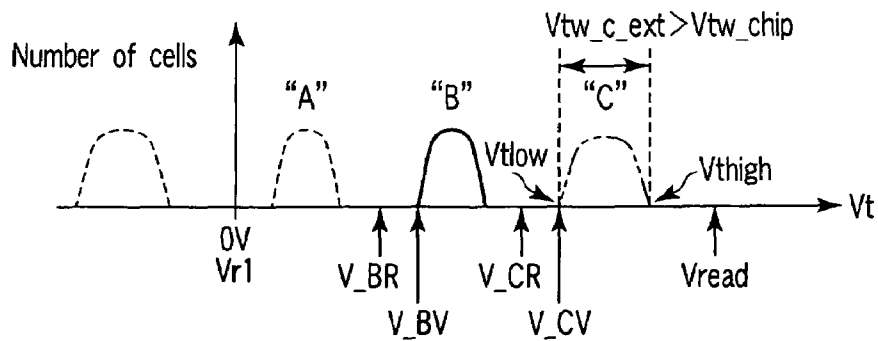 Vtw_c_ext>Vtw_chip
Number of cells
“A”
“B”
“C”
Vtlow
Vthigh
Vt
0V
Vr1
V_BR
V_CR
Vread
V_BV
V_CV